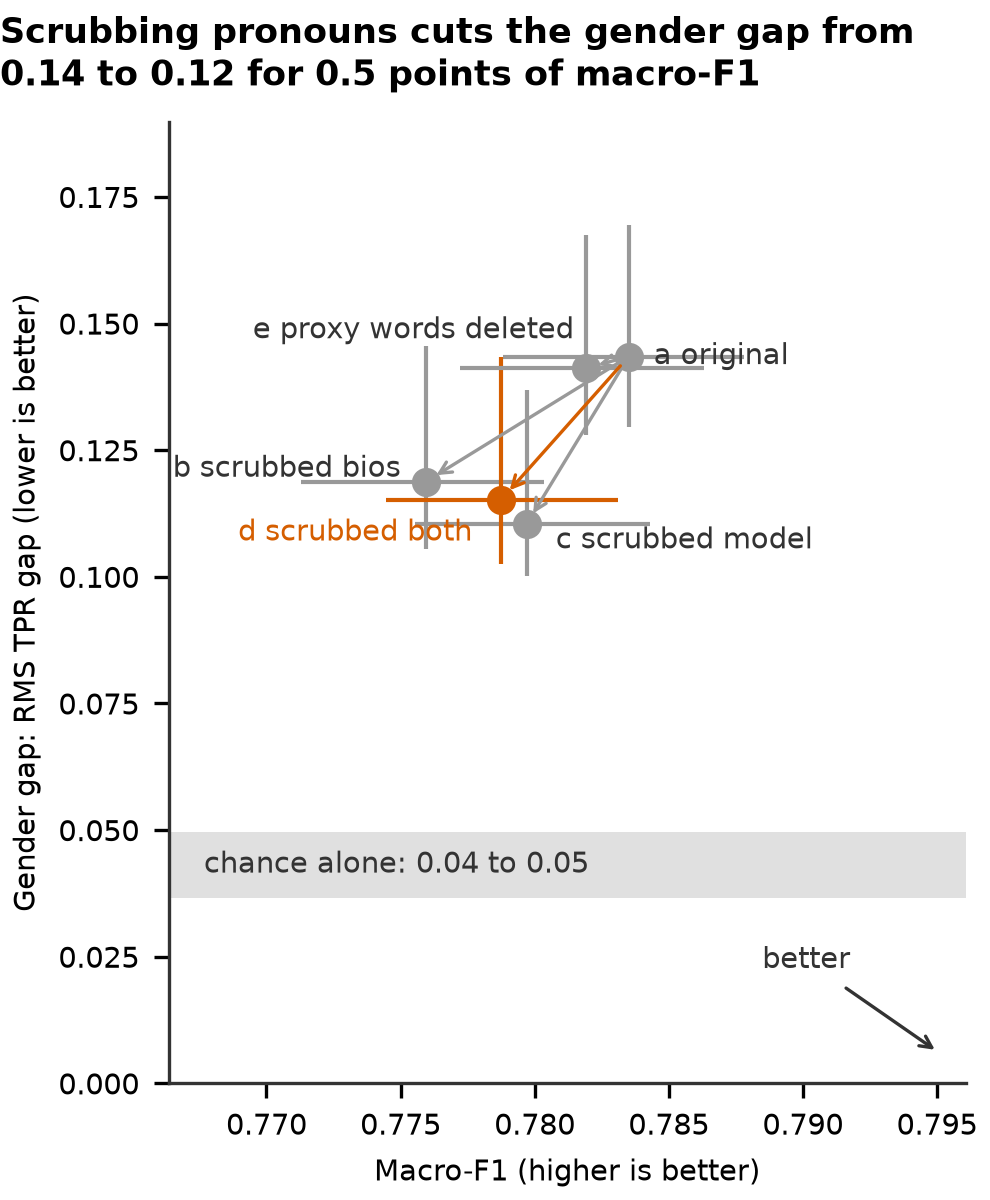 Scrubbing pronouns cuts the gender gap from
0.14 to 0.12 for 0.5 points of macro-F1
Gender gap: RMS TPR gap (lower is better)
0.175
0.150
0.125
0.100
0.075
0.050
0.025
0.000
e proxy words deleted
a original
b scrubbed bios
d scrubbed both
c scrubbed model
chance alone: 0.04 to 0.05
better
0.770
0.775
0.780
0.785
0.790
0.795
Macro-F1 (higher is better)